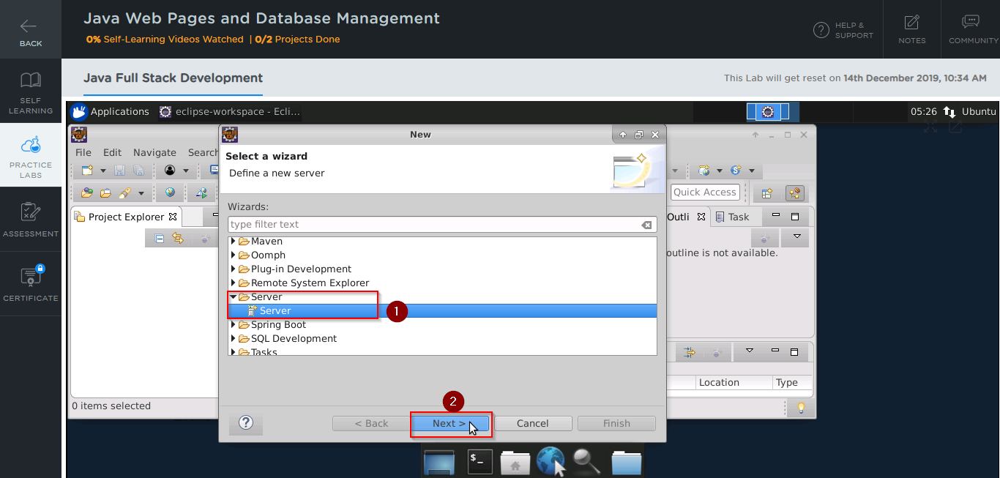 Java Web Pages and Database Management
0% Self-Learning Videos Watched | 0/2 Projects Done
BACK
HELP & SUPPORT
NOTES
COMMUNITY
Java Full Stack Development
This Lab will get reset on 14th December 2019, 10:34 AM
SELF LEARNING
PRACTICE LABS
ASSESSMENT
CERTIFICATE
Applications
eclipse-workspace - Ecli...
05:26
Ubuntu
New
File Edit Navigate Search
Select a wizard
Define a new server
Quick Access
Project Explorer
Wizards:
type filter text
Maven
Oomph
Plug-in Development
Remote System Explorer
Server
Server
1
Spring Boot
SQL Development
Tasks
Outli
Task
outline is not available.
Location Type
0 items selected
2
?
< Back
Next >
Cancel
Finish
$_